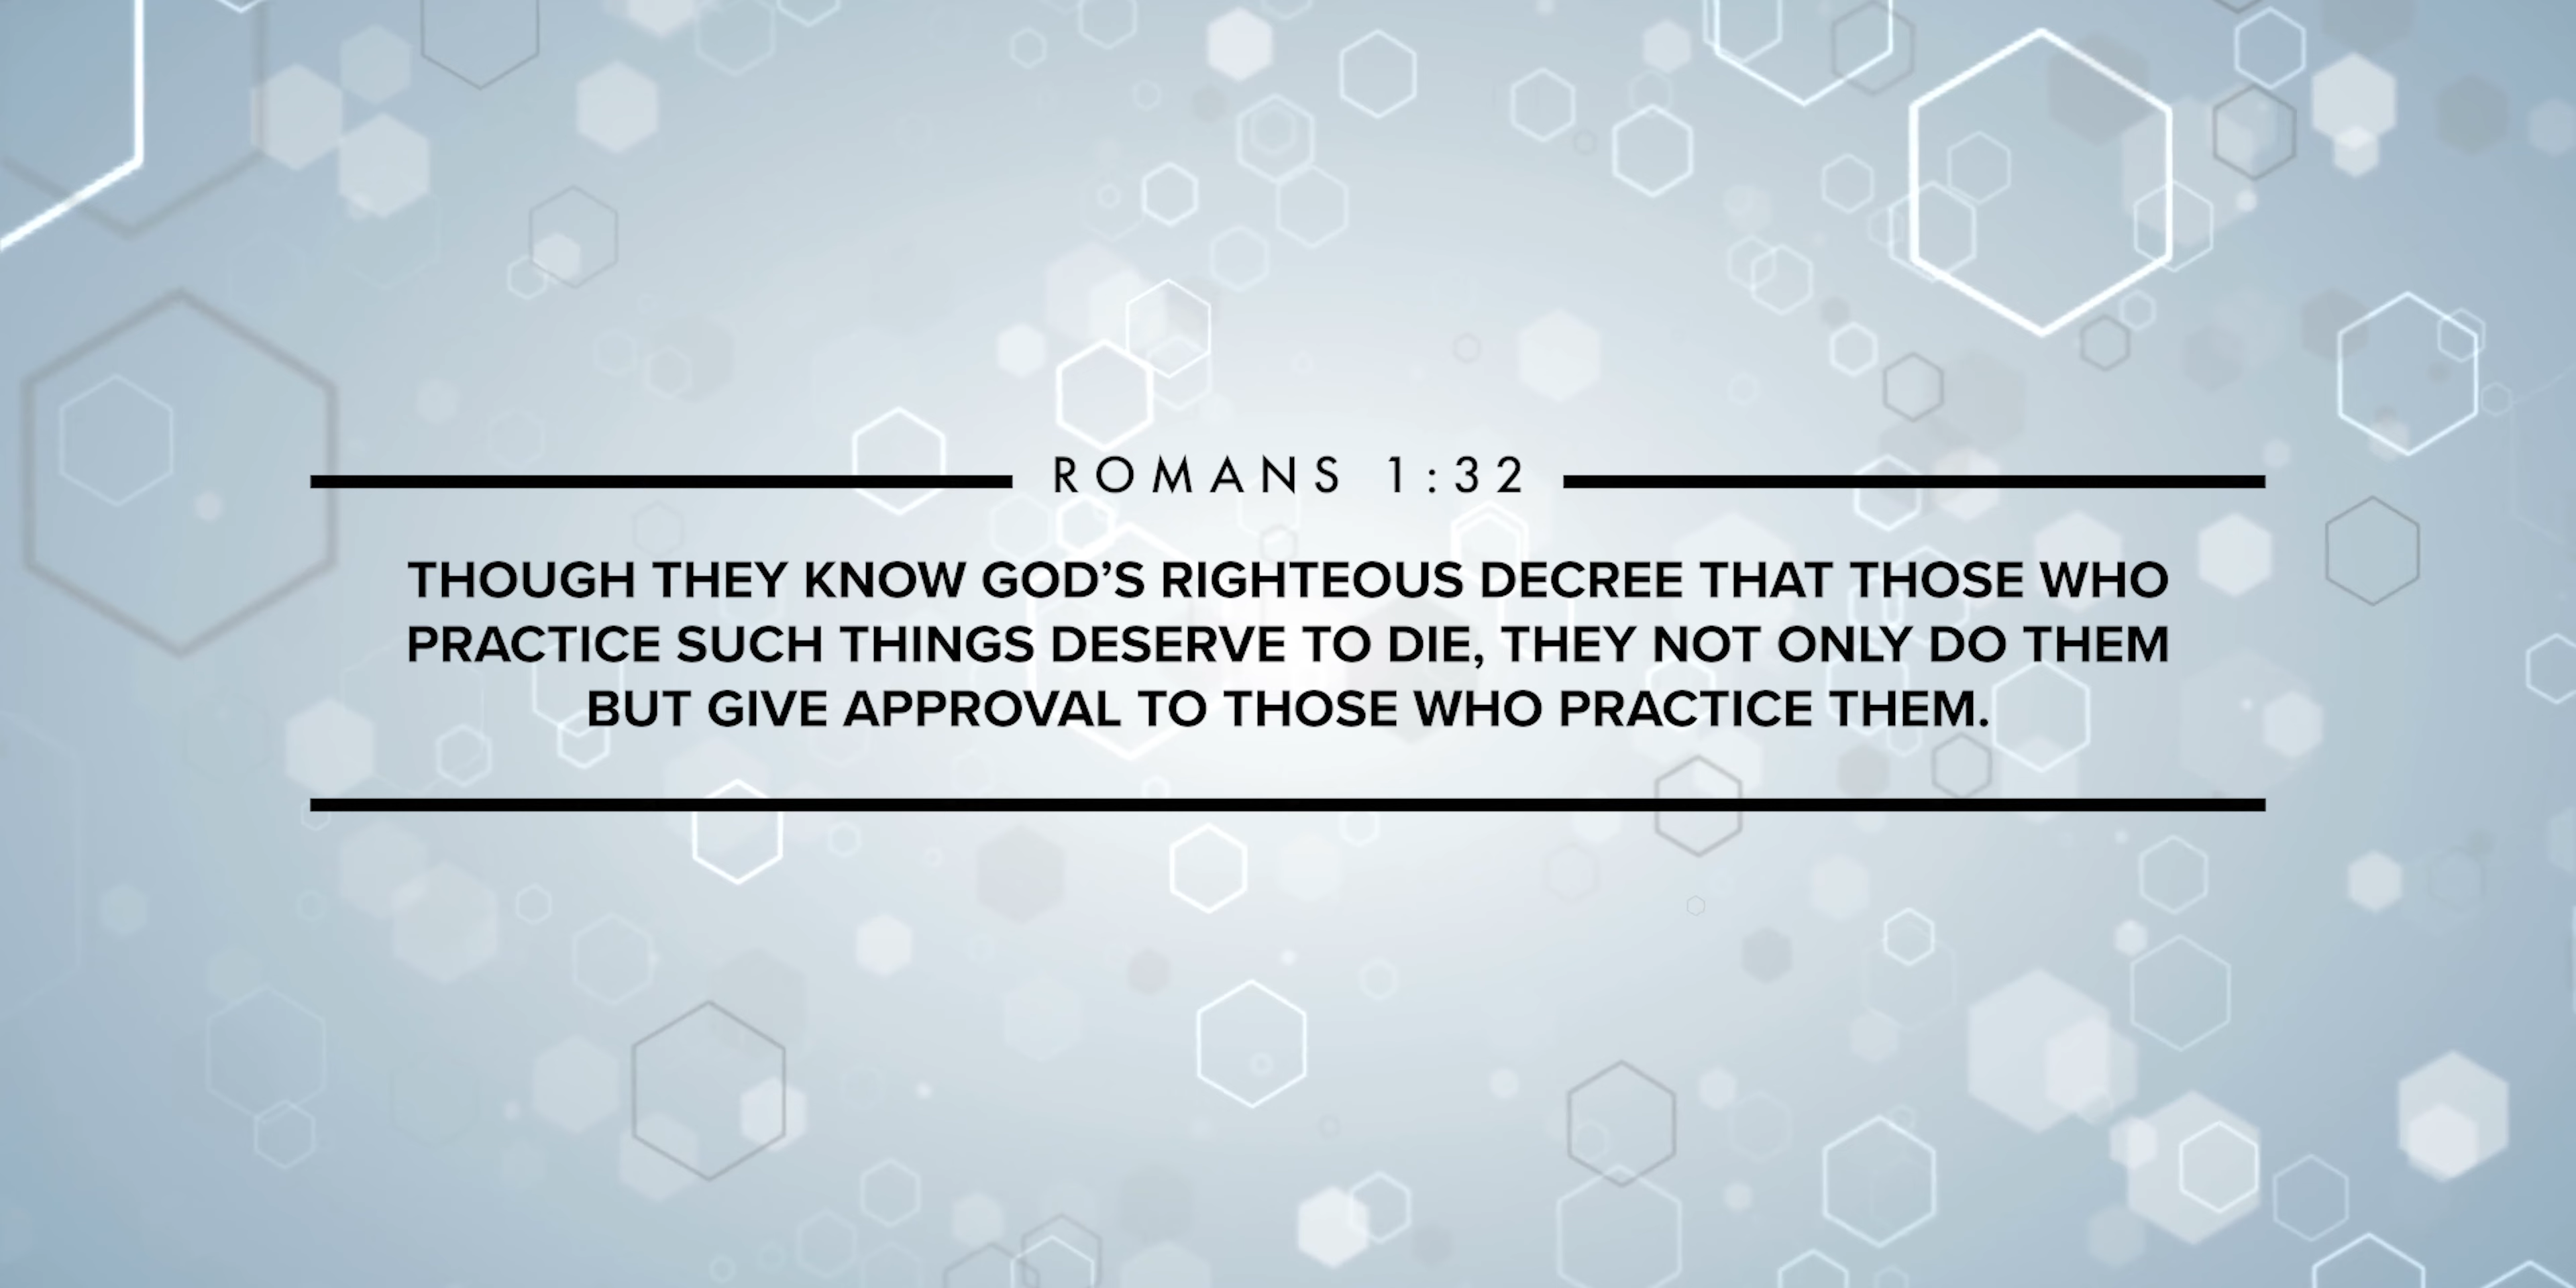 ROMANS 1:32
THOUGH THEY KNOW GOD’S RIGHTEOUS DECREE THAT THOSE WHO
PRACTICE SUCH THINGS DESERVE TO DIE, THEY NOT ONLY DO THEM
BUT GIVE APPROVAL TO THOSE WHO PRACTICE THEM.